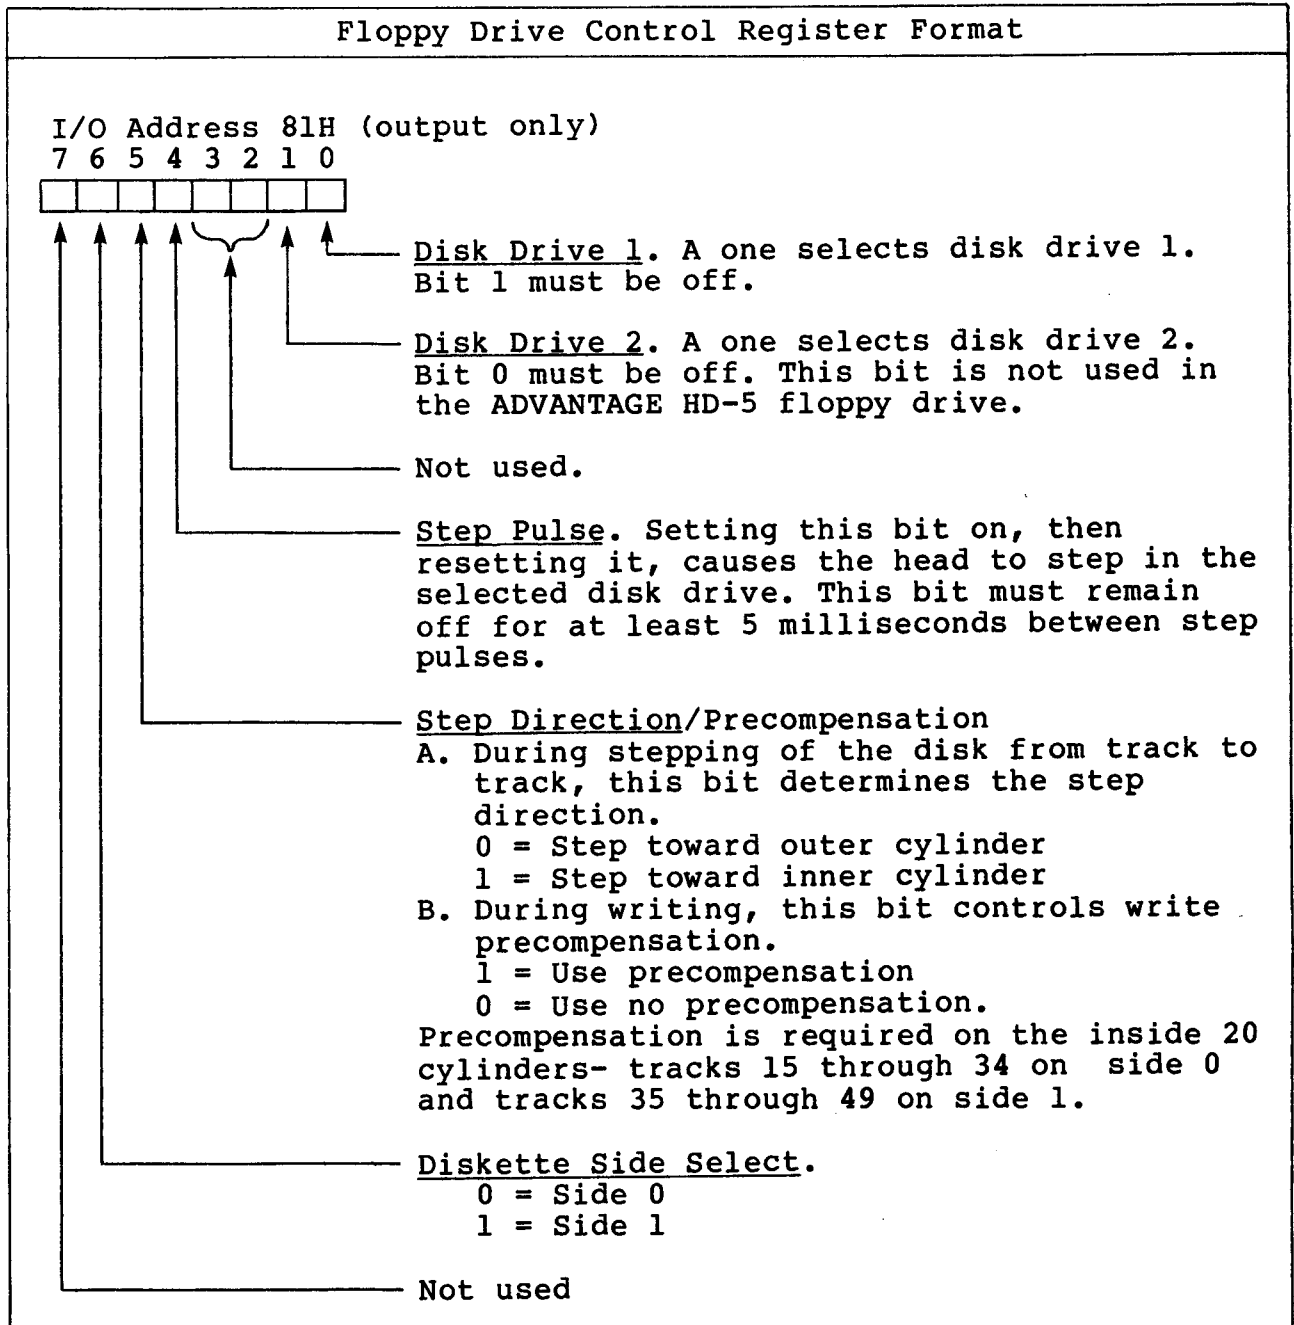 Floppy Drive Control Register Format
I/O Address 81H (output only)
7 6 5 4 3 2 1 0
Disk Drive 1. A one selects disk drive 1.
Bit 1 must be off.
Disk Drive 2. A one selects disk drive 2.
Bit 0 must be off. This bit is not used in
the ADVANTAGE HD-5 floppy drive.
Not used.
Step Pulse. Setting this bit on, then
resetting it, causes the head to step in the
selected disk drive. This bit must remain
off for at least 5 milliseconds between step
pulses.
Step Direction/Precompensation
A. During stepping of the disk from track to
track, this bit determines the step
direction.
0 = Step toward outer cylinder
1 = Step toward inner cylinder
B. During writing, this bit controls write
precompensation.
1 = Use precompensation
0 = Use no precompensation.
Precompensation is required on the inside 20
cylinders- tracks 15 through 34 on side 0
and tracks 35 through 49 on side 1.
Diskette Side Select.
0 = Side 0
1 = Side 1
Not used